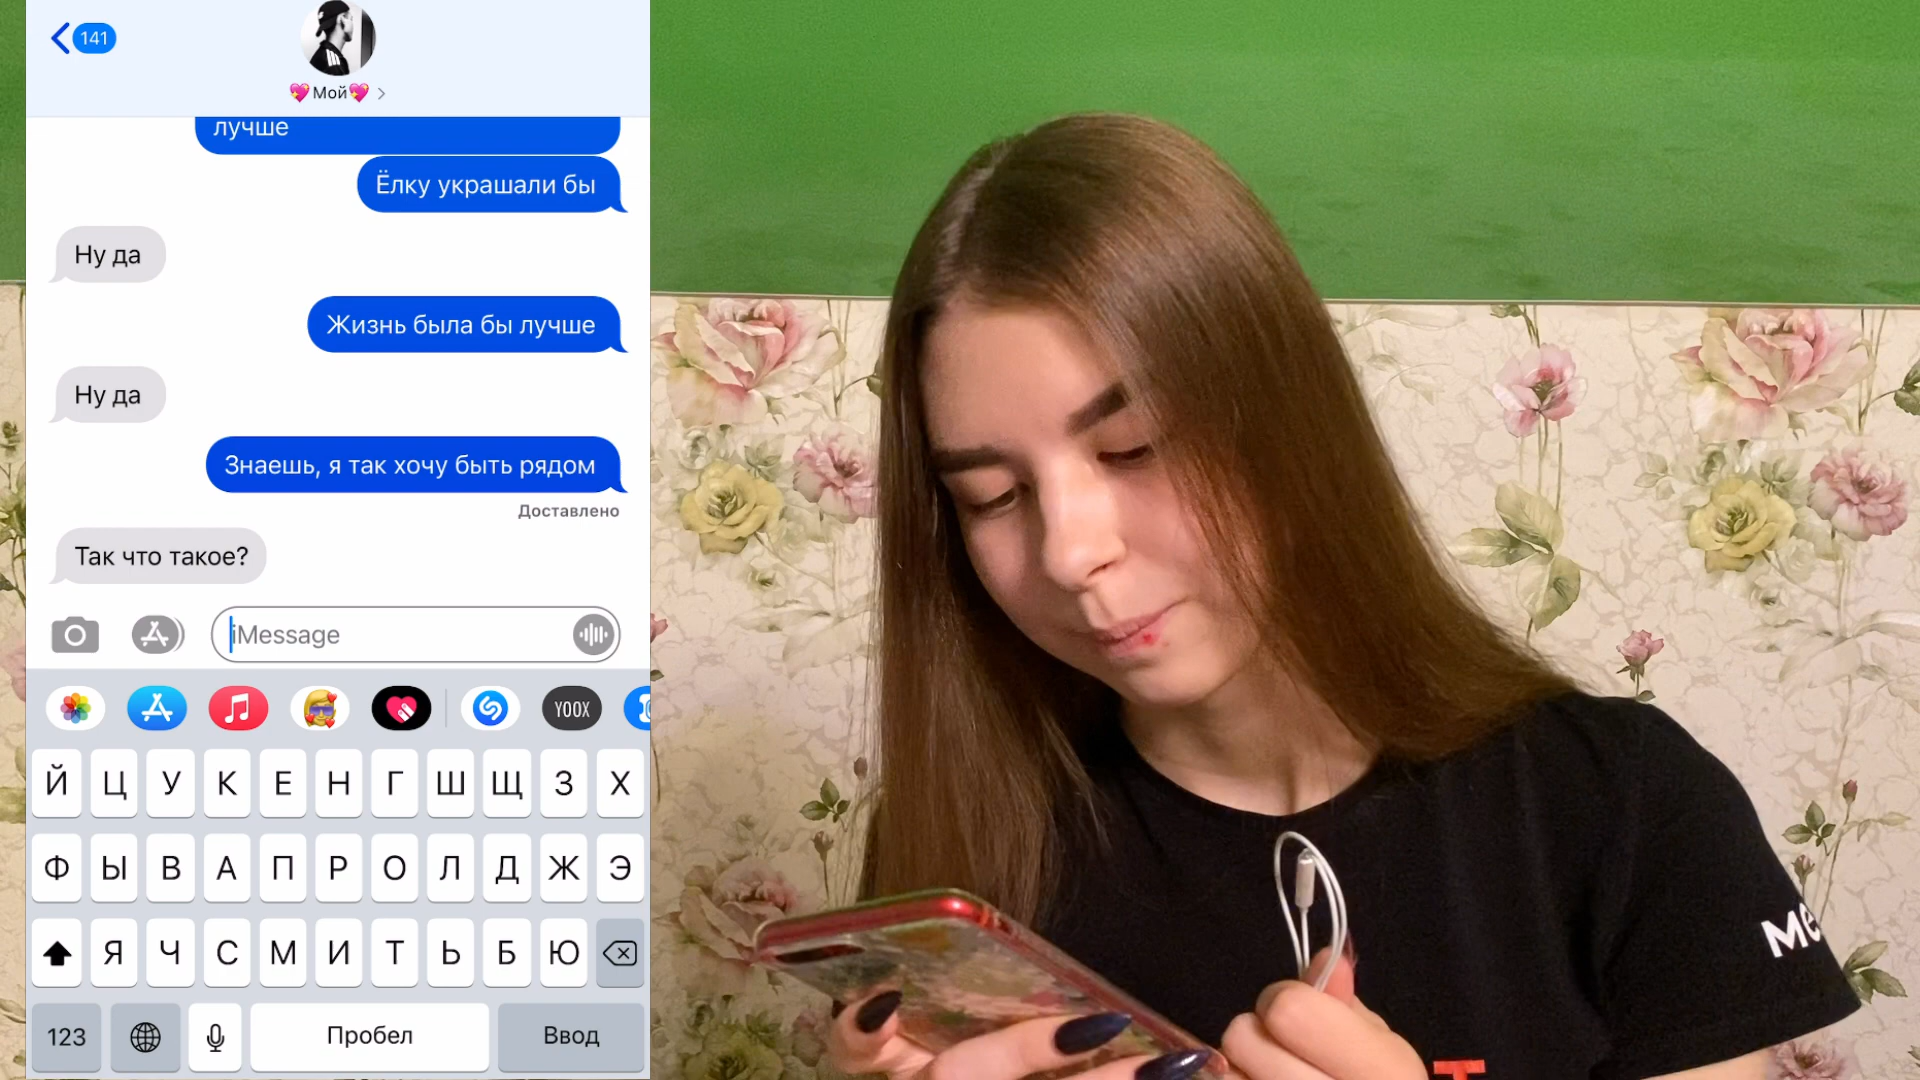 141
💖Мой💖 >
лучше
Ёлку украшали бы
Ну да
Жизнь была бы лучше
Ну да
Знаешь, я так хочу быть рядом
Доставлено
Так что такое?
iMessage
YOOX
Й Ц У К Е Н Г Ш Щ З Х
Ф Ы В А П Р О Л Д Ж Э
Я Ч С М И Т Ь Б Ю
123 Пробел Ввод